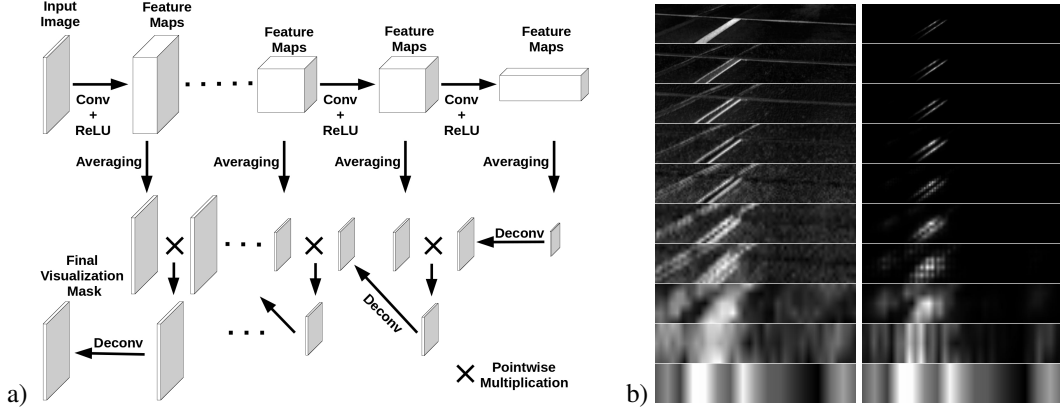 Input
Image
Feature
Maps
Feature
Maps
Feature
Maps
Feature
Maps
Conv
+
ReLU
Conv
+
ReLU
Conv
+
ReLU
Averaging
Averaging
Averaging
Averaging
Deconv
Final
Visualization
Mask
Deconv
Deconv
Pointwise
Multiplication
a)
b)